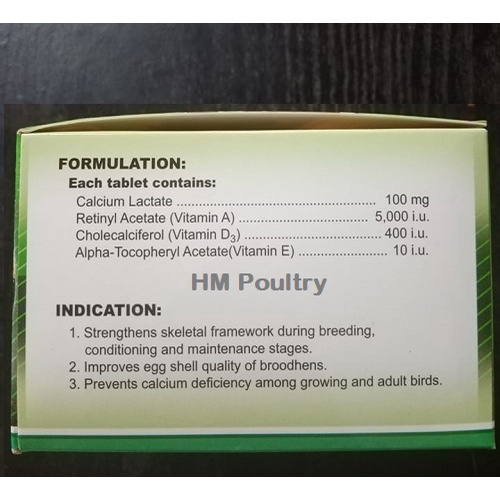 FORMULATION:
Each tablet contains:
Calcium Lactate ........................................................ 100 mg
Retinyl Acetate (Vitamin A) ................................... 5,000 i.u.
Cholecalciferol (Vitamin D3) ..................................... 400 i.u.
Alpha-Tocopheryl Acetate(Vitamin E) ........................ 10 i.u.
HM Poultry
INDICATION:
1. Strengthens skeletal framework during breeding,
conditioning and maintenance stages.
2. Improves egg shell quality of broodhens.
3. Prevents calcium deficiency among growing and adult birds.